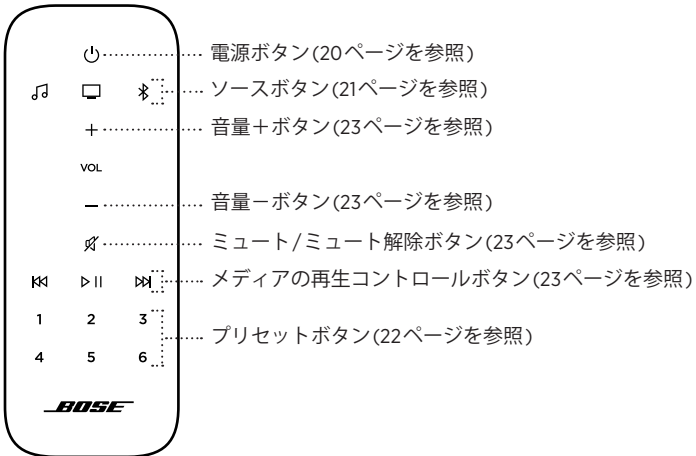 電源ボタン(20ページを参照)
ソースボタン(21ページを参照)
音量＋ボタン(23ページを参照)
VOL
音量－ボタン(23ページを参照)
ミュート/ミュート解除ボタン(23ページを参照)
メディアの再生コントロールボタン(23ページを参照)
1 2 3
プリセットボタン(22ページを参照)
4 5 6
BOSE